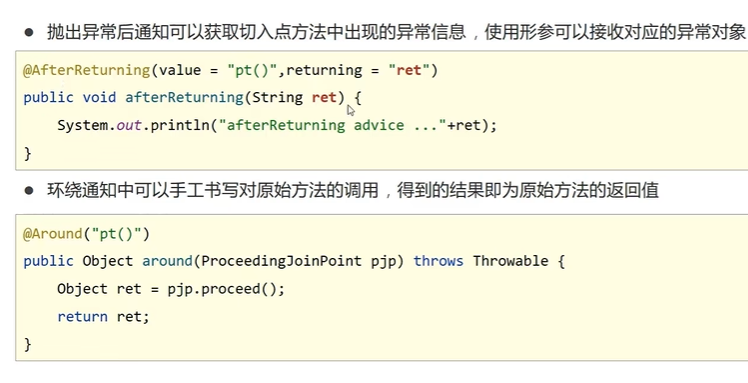 ● 抛出异常后通知可以获取切入点方法中出现的异常信息，使用形参可以接收对应的异常对象
@AfterReturning(value = "pt()",returning = "ret")
public void afterReturning(String ret) {
    System.out.println("afterReturning advice ..."+ret);
}
● 环绕通知中可以手工书写对原始方法的调用，得到的结果即为原始方法的返回值
@Around("pt()")
public Object around(ProceedingJoinPoint pjp) throws Throwable {
    Object ret = pjp.proceed();
    return ret;
}